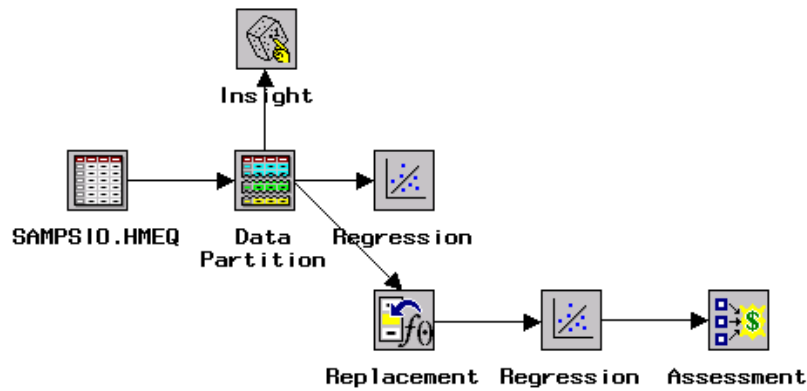 Insight
SAMPSIO.HMEQ
Data
Partition
Regression
Replacement
Regression
Assessment